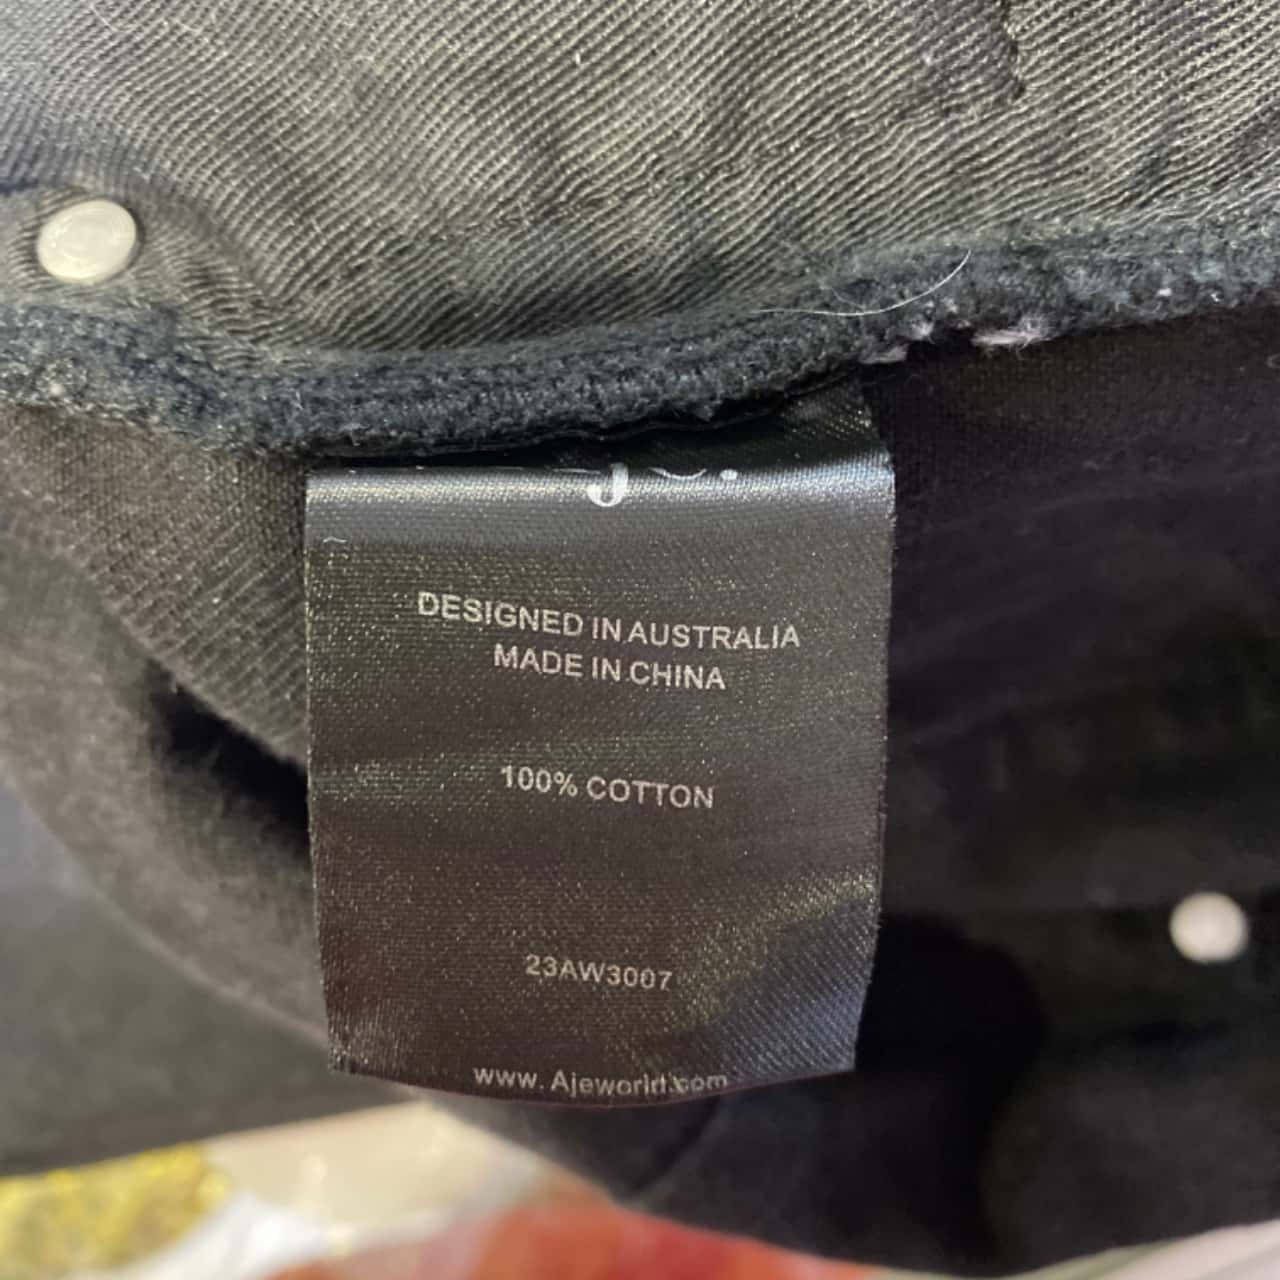 DESIGNED IN AUSTRALIA
MADE IN CHINA
100% COTTON
23AW3007
www. Ajeworld.com